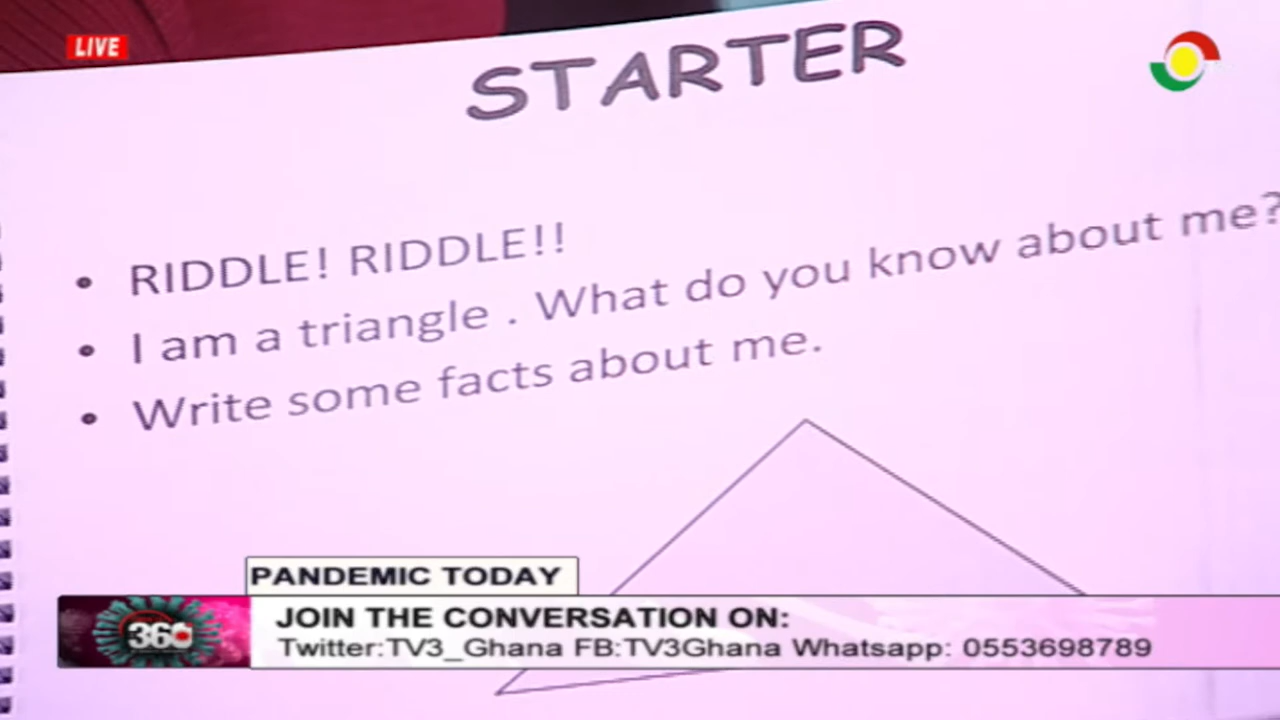 LIVE
STARTER
• RIDDLE! RIDDLE!!
• I am a triangle . What do you know about me?
• Write some facts about me.
PANDEMIC TODAY
360
JOIN THE CONVERSATION ON:
Twitter:TV3_Ghana FB:TV3Ghana Whatsapp: 0553698789